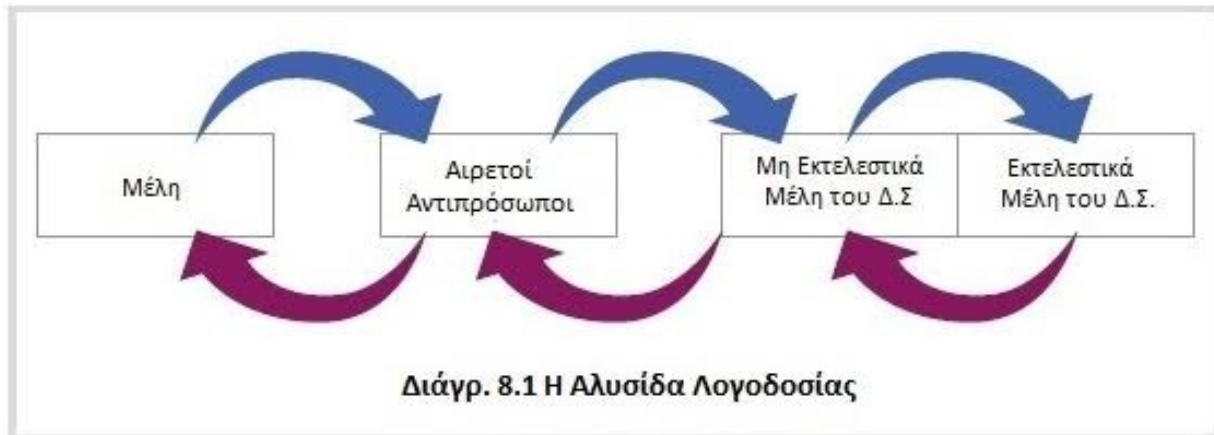 Μέλη
Αιρετοί
Αντιπρόσωποι
Μη Εκτελεστικά
Μέλη του Δ.Σ
Εκτελεστικά
Μέλη του Δ.Σ.
Διάγρ. 8.1 Η Αλυσίδα Λογοδοσίας